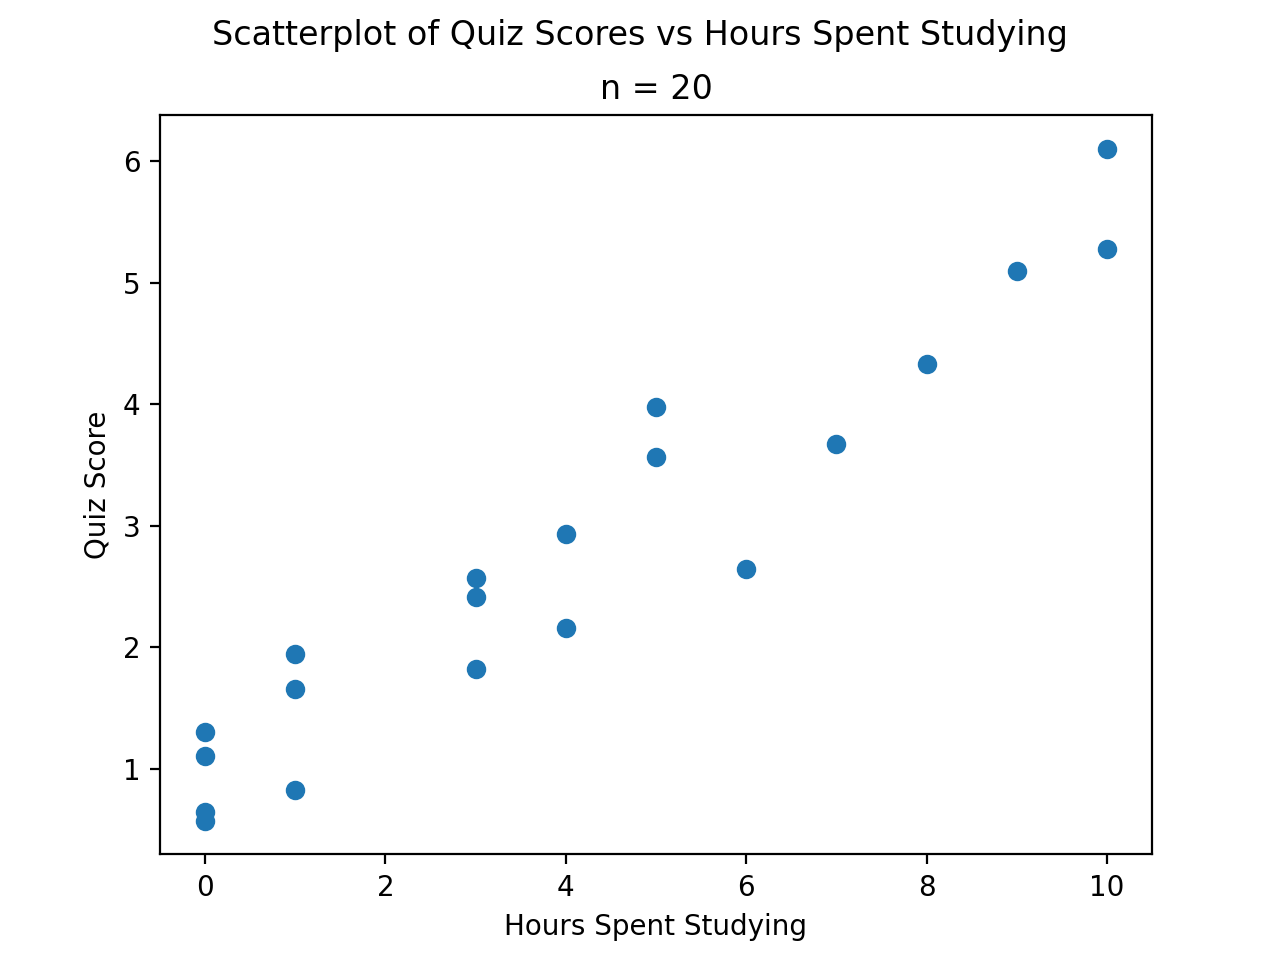 Scatterplot of Quiz Scores vs Hours Spent Studying
n = 20
6
5
4
3
2
1
Quiz Score
0 2 4 6 8 10
Hours Spent Studying